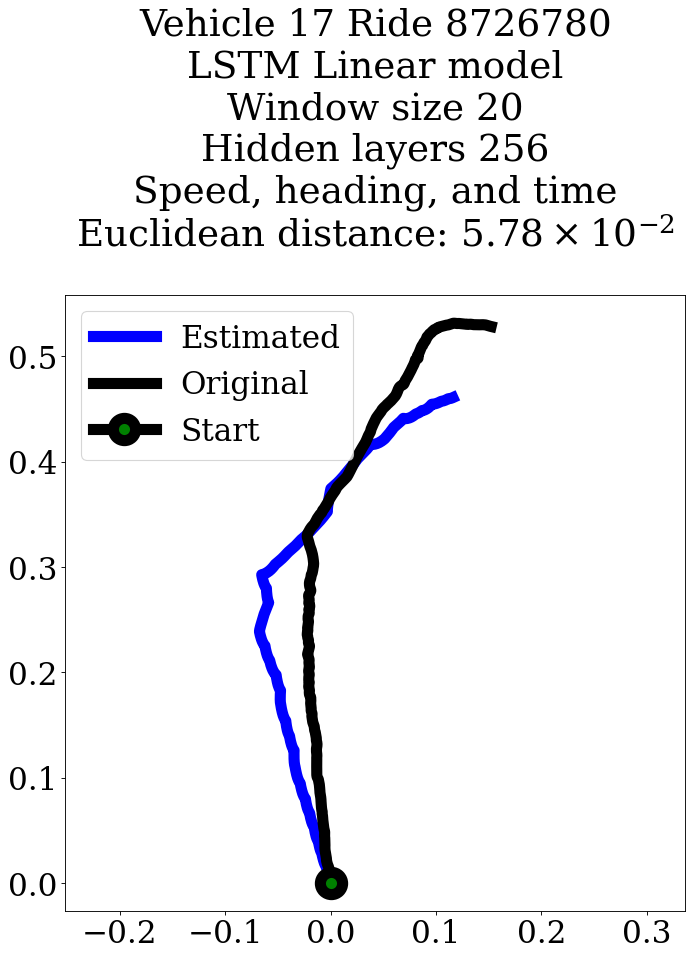 Vehicle 17 Ride 8726780
LSTM Linear model
Window size 20
Hidden layers 256
Speed, heading, and time
Euclidean distance: 5.78 × 10⁻²
Estimated
Original
Start
0.5
0.4
0.3
0.2
0.1
0.0
−0.2 −0.1 0.0 0.1 0.2 0.3